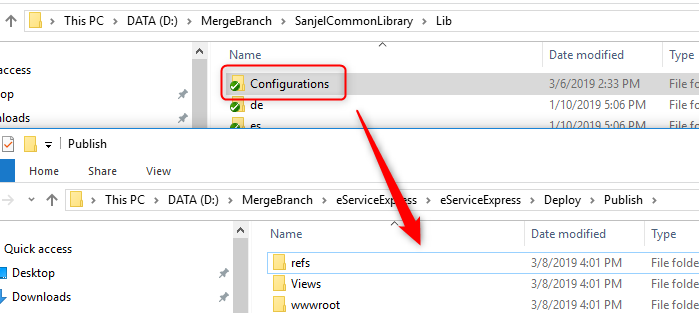 This PC > DATA (D:) > MergeBranch > SanjelCommonLibrary > Lib
Name Date modified Type
access
Configurations 3/6/2019 2:33 PM File fo
top de 1/10/2019 5:06 PM File fo
nloads es 1/10/2019 5:06 PM File fo
Publish
Home Share View
This PC > DATA (D:) > MergeBranch > eServiceExpress > eServiceExpress > Deploy > Publish >
Name Date modified Type
Quick access
refs 3/8/2019 4:01 PM File folde
Desktop
Views 3/8/2019 4:01 PM File folde
Downloads
wwwroot 3/8/2019 4:01 PM File folde